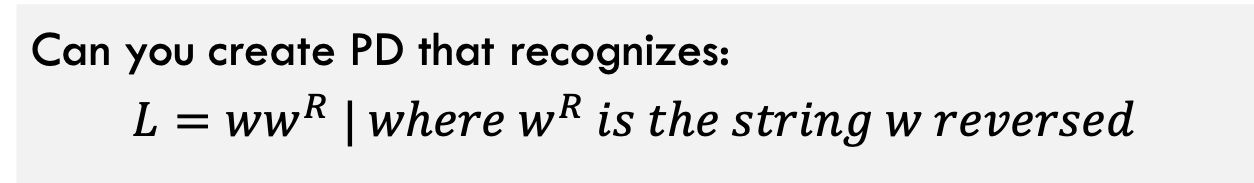 Can you create PD that recognizes:
L = ww^R | where w^R is the string w reversed